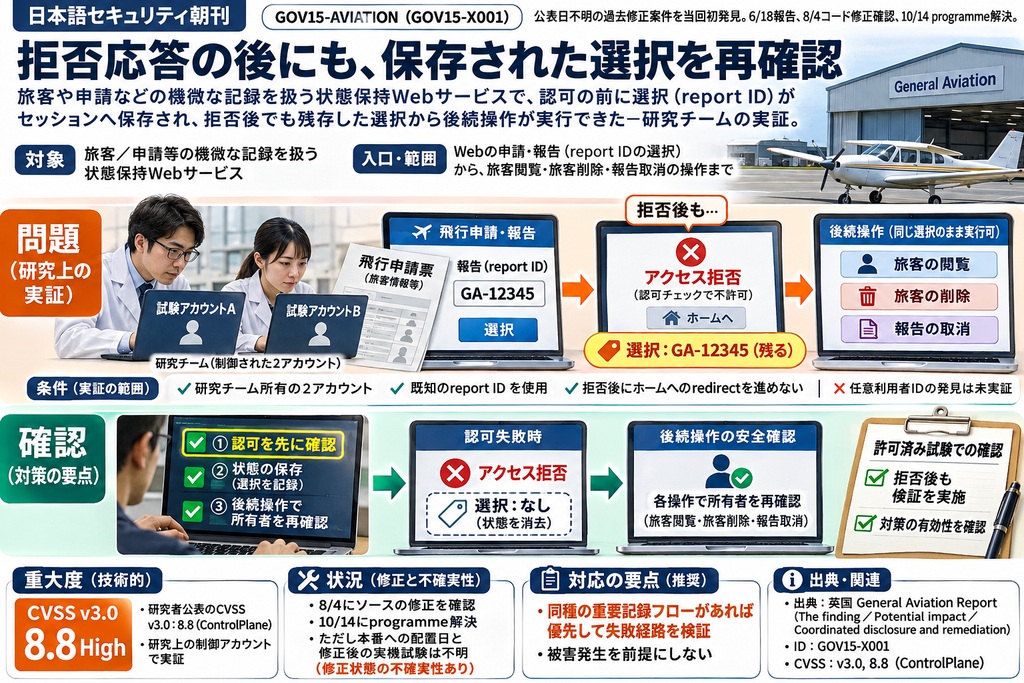 日本語セキュリティ朝刊
GOV15-AVIATION（GOV15-X001）
公表日不明の過去修正案件を当回初発見。6/18報告、8/4コード修正確認、10/14 programme解決。
拒否応答の後にも、保存された選択を再確認
旅客や申請などの機微な記録を扱う状態保持Webサービスで、認可の前に選択（report ID）が
セッションへ保存され、拒否後でも残存した選択から後続操作が実行できた－研究チームの実証。
General Aviation
対象
旅客／申請等の機微な記録を扱う
状態保持Webサービス
入口・範囲
Webの申請・報告（report IDの選択）
から、旅客閲覧・旅客削除・報告取消の操作まで
問題
（研究上の
実証）
試験アカウントA
試験アカウントB
研究チーム（制御された2アカウント）
飛行申請票
（旅客情報等）
飛行申請・報告
報告（report ID）
GA-12345
選択
拒否後も…
アクセス拒否
（認可チェックで不許可）
ホームへ
選択：GA-12345（残る）
後続操作（同じ選択のまま実行可）
旅客の閲覧
旅客の削除
報告の取消
条件（実証の範囲）
✓ 研究チーム所有の2アカウント
✓ 既知のreport IDを使用
✓ 拒否後にホームへのredirectを進めない
× 任意利用者IDの発見は未実証
確認
（対策の要点）
① 認可を先に確認
② 状態の保存
（選択を記録）
③ 後続操作で
所有者を再確認
認可失敗時
アクセス拒否
選択：なし
（状態を消去）
後続操作の安全確認
各操作で所有者を再確認
（旅客閲覧・旅客削除・報告取消）
許可済み試験での確認
拒否後も
検証を実施
対策の有効性を確認
重大度（技術的）
CVSS v3.0
8.8 High
・研究者公表のCVSS
v3.0：8.8（ControlPlane）
・研究上の制御アカウント
で実証
状況（修正と不確実性）
・8/4にソースの修正を確認
・10/14にprogramme解決
・ただし本番への配置日と
修正後の実機試験は不明
（修正状態の不確実性あり）
対応の要点（推奨）
・同種の重要記録フローがあれば
優先して失敗経路を検証
・被害発生を前提にしない
出典・関連
・出典：英国 General Aviation Report
（The finding／Potential impact／
Coordinated disclosure and remediation）
・ID：GOV15-X001
・CVSS：v3.0, 8.8（ControlPlane）